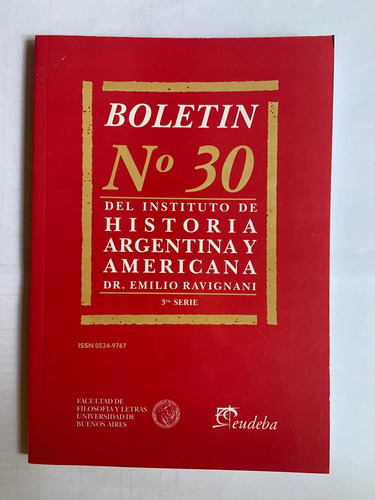 BOLETIN
Nº 30
DEL INSTITUTO DE
HISTORIA
ARGENTINA Y
AMERICANA
DR. EMILIO RAVIGNANI
3ra SERIE
ISSN 0524-9767
FACULTAD DE
FILOSOFIA Y LETRAS
UNIVERSIDAD DE
BUENOS AIRES
eudeba